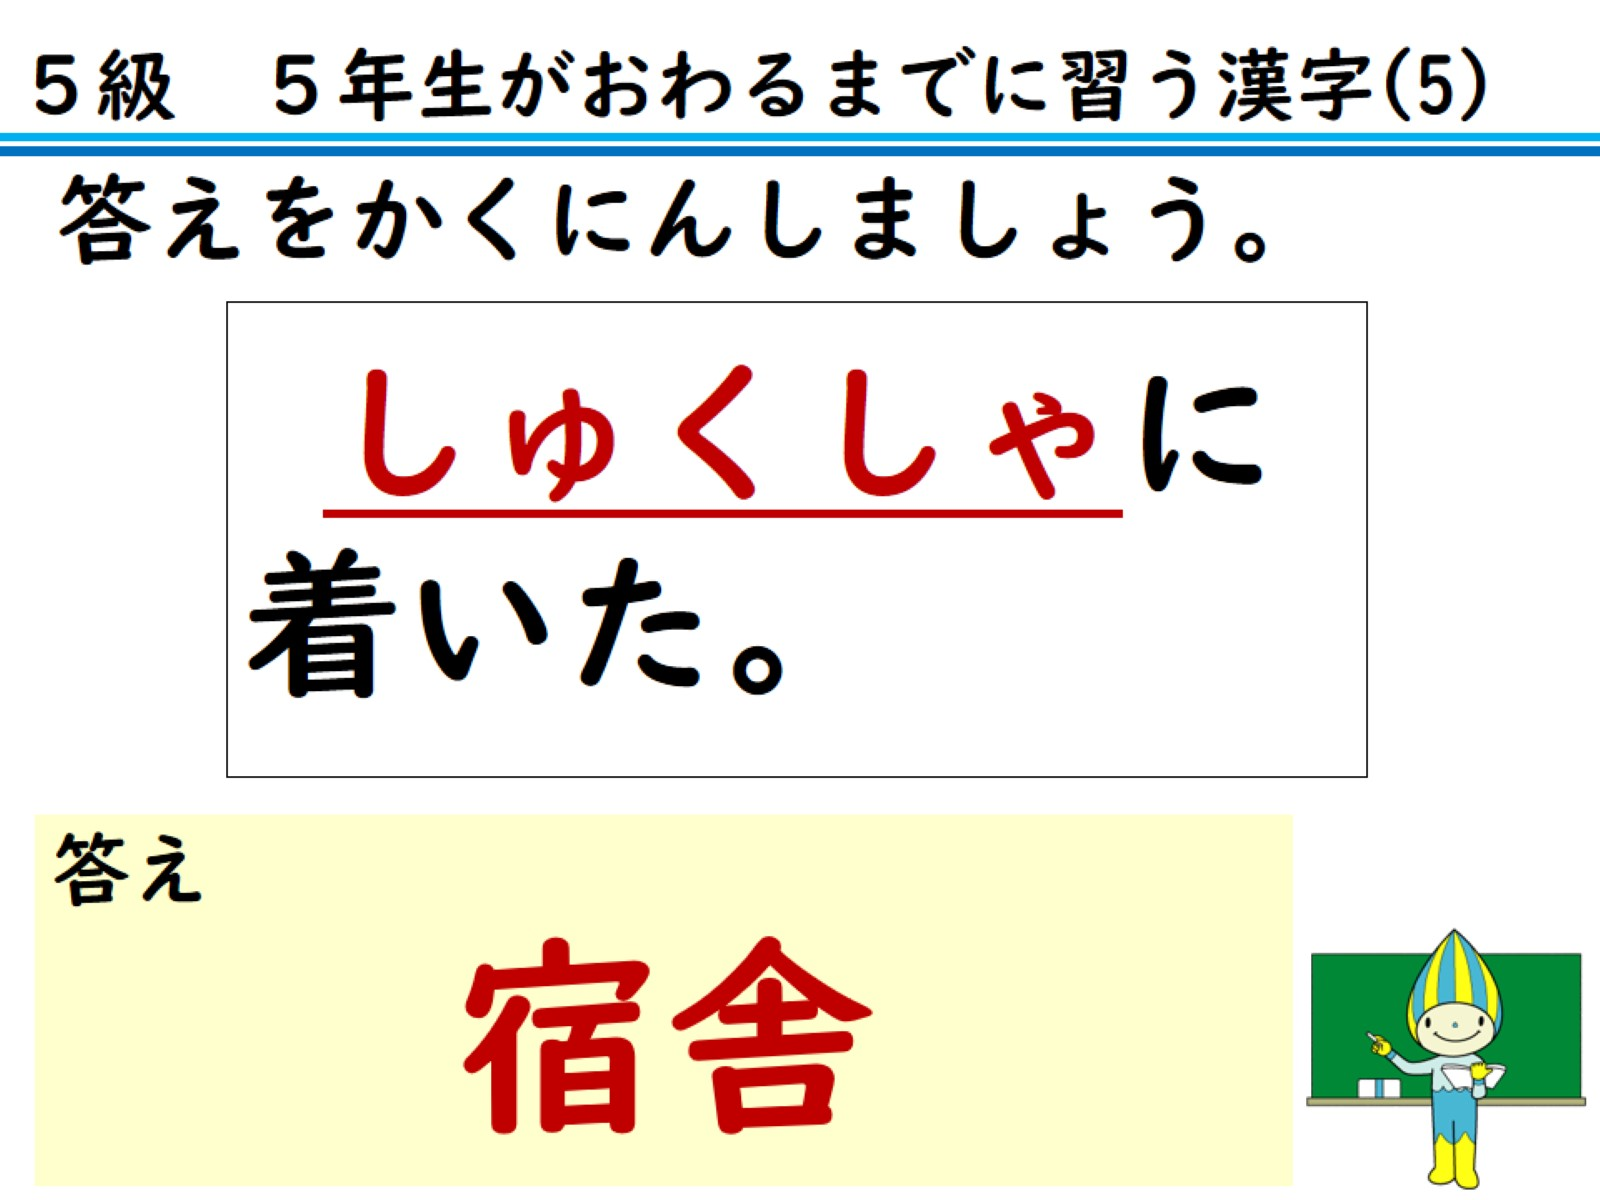 ５級　５年生がおわるまでに習う漢字(5)
答えをかくにんしましょう。
しゅくしゃに
着いた。
答え
宿舎